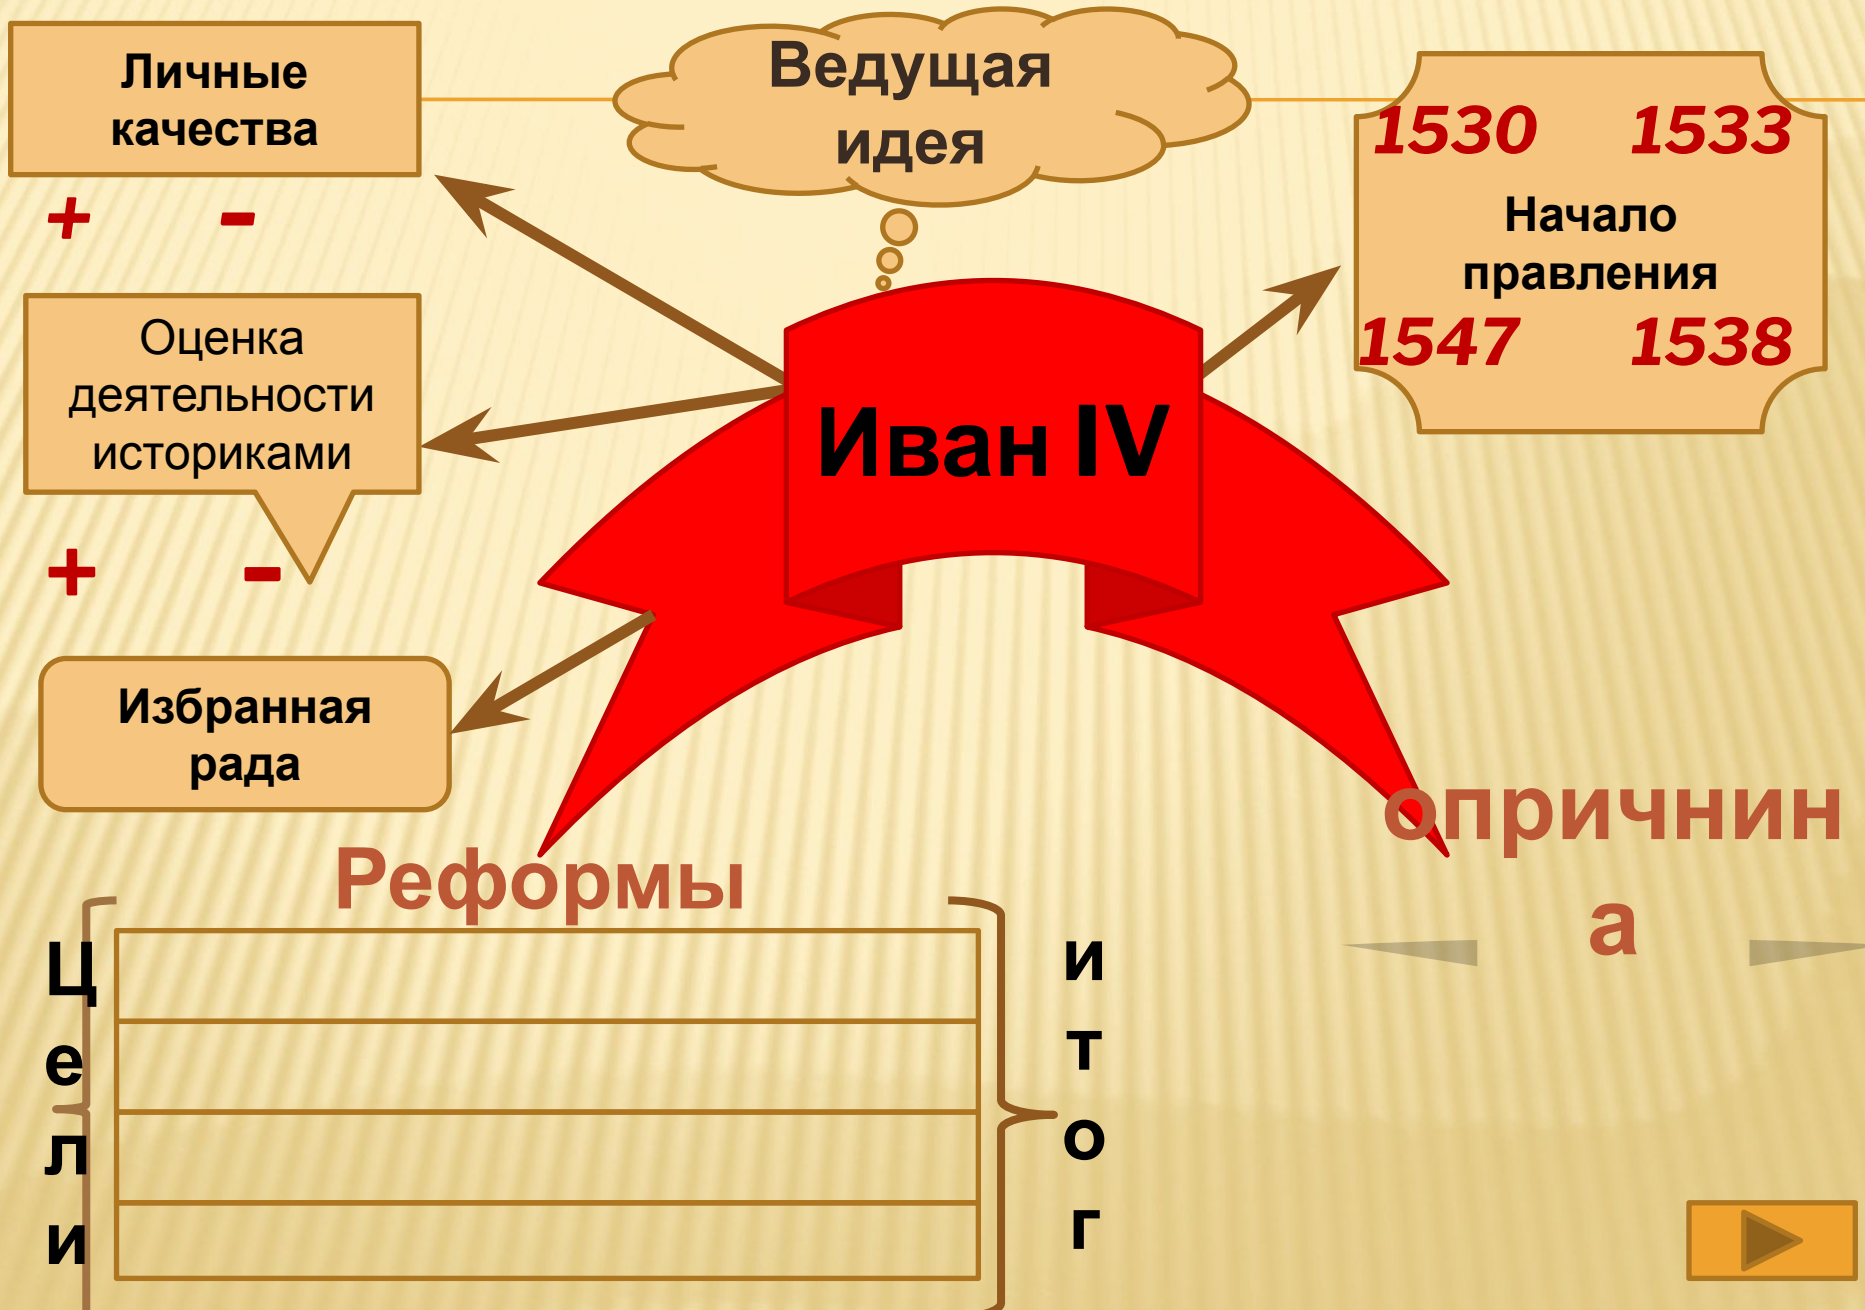 Личные
качества
+ -
Ведущая
идея
1530 1533
Начало
правления
1547 1538
Оценка
деятельности
историками
+ -
Иван IV
Избранная
рада
опричнин
а
Реформы
Ц
е
л
и
и
т
о
г